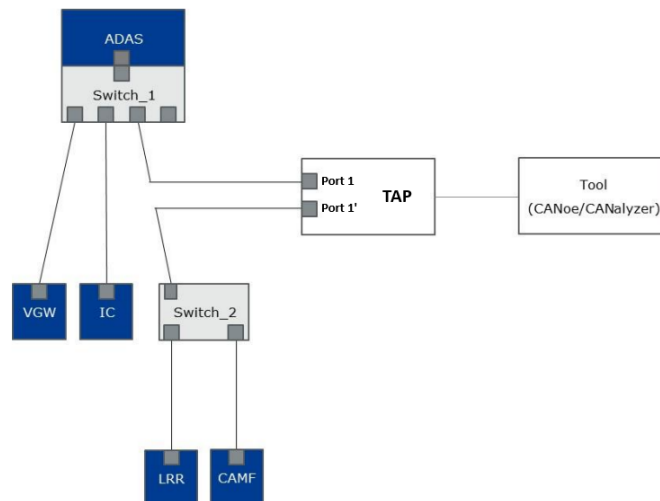 ADAS
Switch_1
Port 1
TAP
Port 1'
Tool
(CANoe/CANalyzer)
VGW
IC
Switch_2
LRR
CAMF